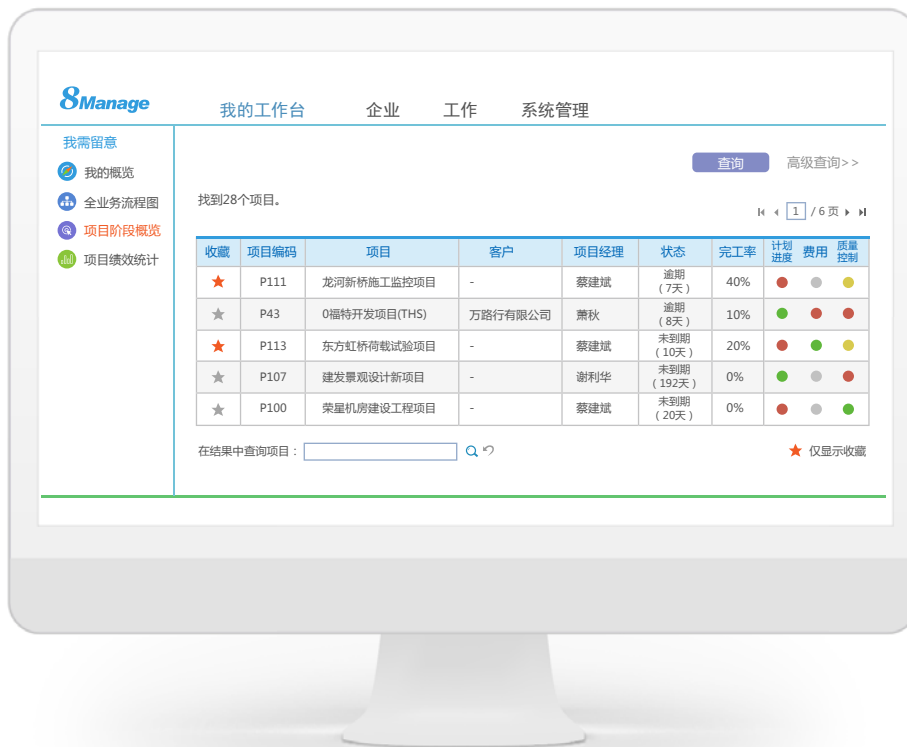 8Manage
我的工作台 企业 工作 系统管理
我需留意
我的概览
全业务流程图
项目阶段概览
项目绩效统计
查询 高级查询>>
找到28个项目。
1 / 6 页
收藏 项目编码 项目 客户 项目经理 状态 完工率 计划进度 费用 质量控制
P111 龙河新桥施工监控项目 - 蔡建斌 逾期（7天） 40%
P43 0福特开发项目(THS) 万路行有限公司 萧秋 逾期（8天） 10%
P113 东方虹桥荷载试验项目 - 蔡建斌 未到期（10天） 20%
P107 建发景观设计新项目 - 谢利华 未到期（192天） 0%
P100 荣星机房建设工程项目 - 蔡建斌 未到期（20天） 0%
在结果中查询项目： 仅显示收藏